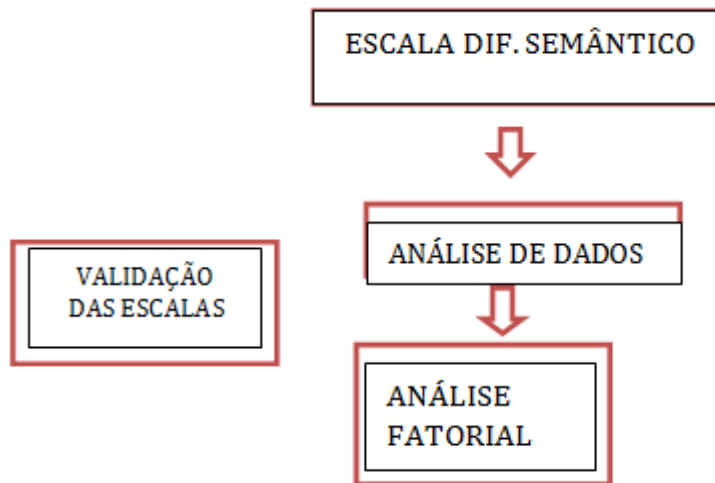 ESCALA DIF. SEMÂNTICO
ANÁLISE DE DADOS
VALIDAÇÃO
DAS ESCALAS
ANÁLISE
FATORIAL